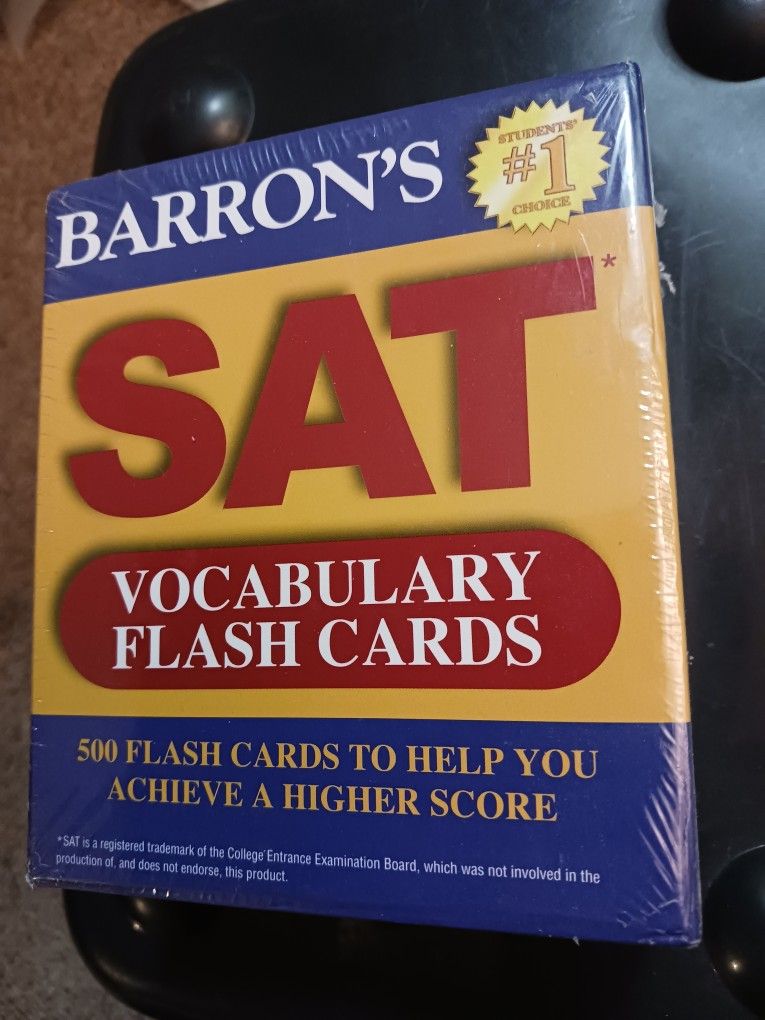 BARRON'S
STUDENTS'
#1
CHOICE
SAT*
VOCABULARY
FLASH CARDS
500 FLASH CARDS TO HELP YOU
ACHIEVE A HIGHER SCORE
*SAT is a registered trademark of the College Entrance Examination Board, which was not involved in the
production of, and does not endorse, this product.